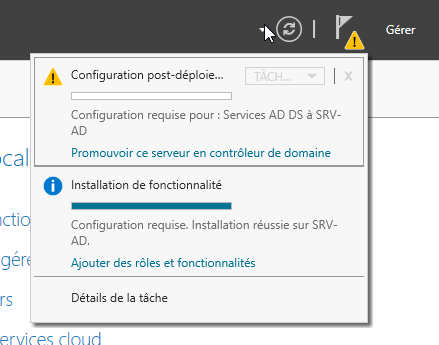 Gérer
Configuration post-déploie...
TÂCH...
X
Configuration requise pour : Services AD DS à SRV-
AD
Promouvoir ce serveur en contrôleur de domaine
ocal
Installation de fonctionnalité
nctio
Configuration requise. Installation réussie sur SRV-
AD.
gére
Ajouter des rôles et fonctionnalités
rs
Détails de la tâche
ervices cloud